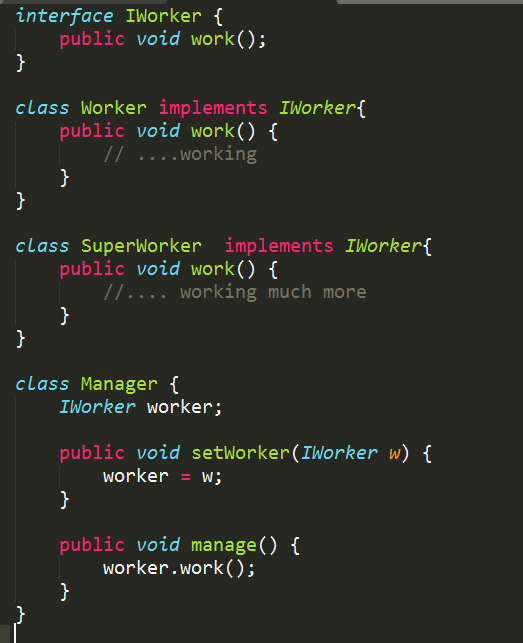 interface IWorker {
    public void work();
}

class Worker implements IWorker{
    public void work() {
        // ....working
    }
}

class SuperWorker  implements IWorker{
    public void work() {
        //.... working much more
    }
}

class Manager {
    IWorker worker;

    public void setWorker(IWorker w) {
        worker = w;
    }

    public void manage() {
        worker.work();
    }
}